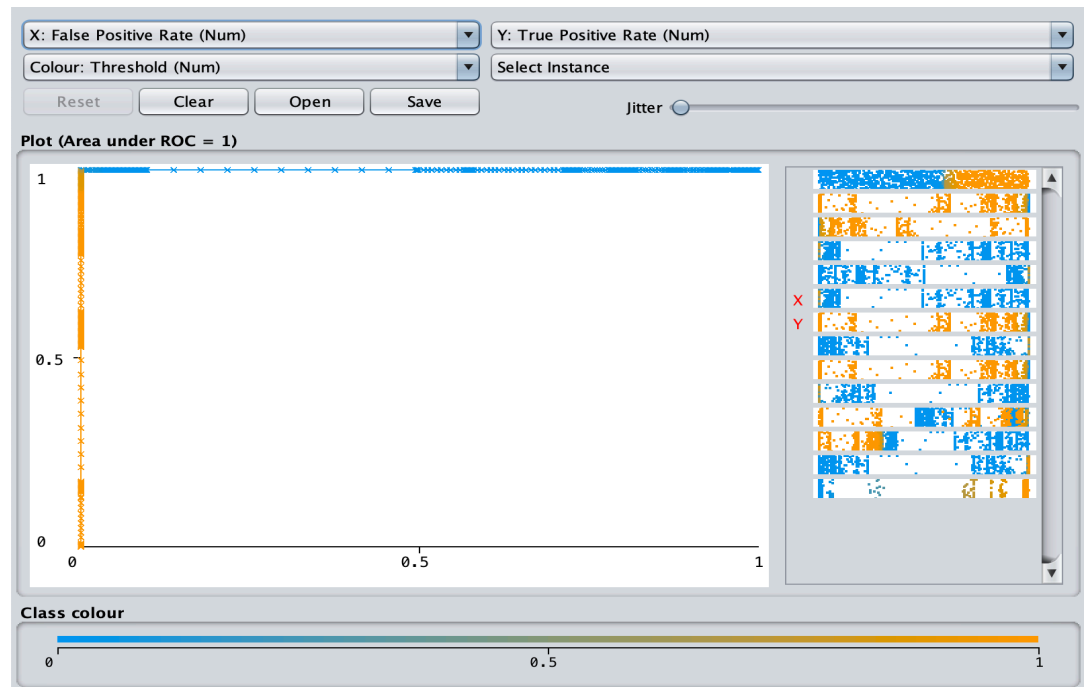 X: False Positive Rate (Num) Y: True Positive Rate (Num)
Colour: Threshold (Num) Select Instance
Reset Clear Open Save Jitter
Plot (Area under ROC = 1)
1
0.5
0
0 0.5 1
X
Y
Class colour
0 0.5 1